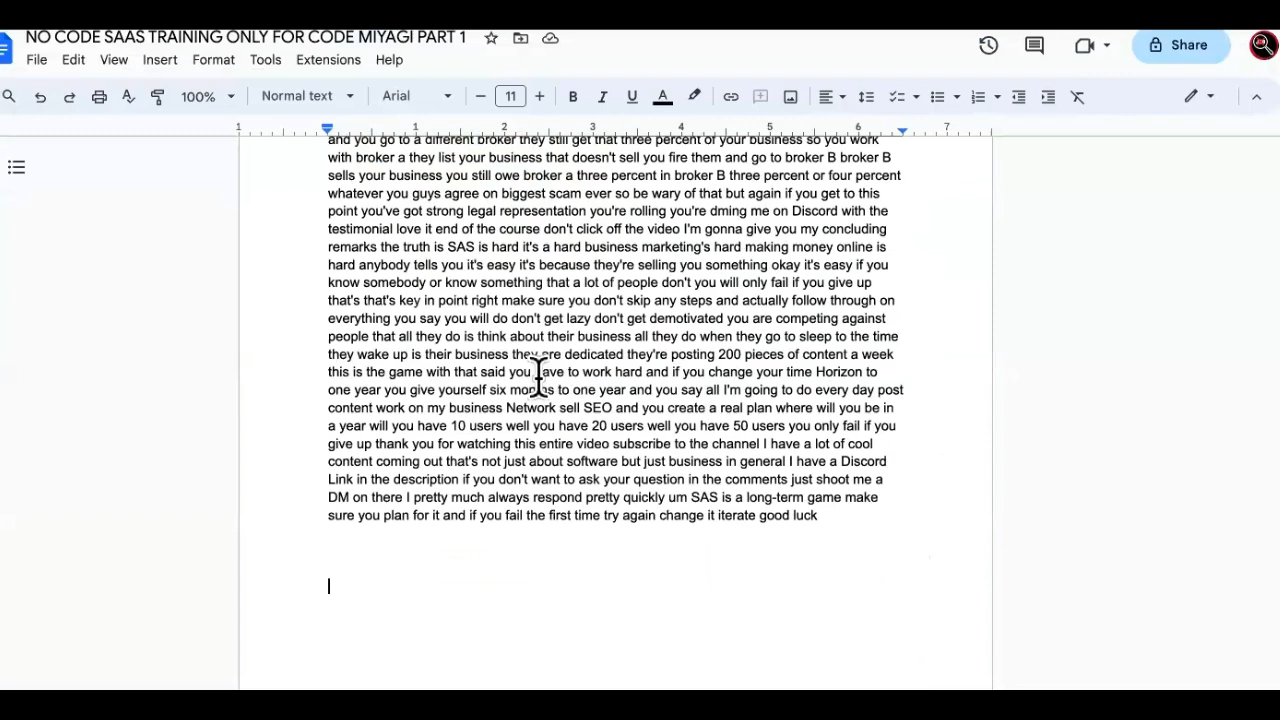 NO CODE SAAS TRAINING ONLY FOR CODE MIYAGI PART 1
File Edit View Insert Format Tools Extensions Help
Share
100% Normal text Arial 11
1 1 2 3 4 5 6 7
and you go to a different broker they still get that three percent of your business so you work
with broker a they list your business that doesn't sell you fire them and go to broker B broker B
sells your business you still owe broker a three percent in broker B three percent or four percent
whatever you guys agree on biggest scam ever so be wary of that but again if you get to this
point you've got strong legal representation you're rolling you're dming me on Discord with the
testimonial love it end of the course don't click off the video I'm gonna give you my concluding
remarks the truth is SAS is hard it's a hard business marketing's hard making money online is
hard anybody tells you it's easy it's because they're selling you something okay it's easy if you
know somebody or know something that a lot of people don't you will only fail if you give up
that's that's key in point right make sure you don't skip any steps and actually follow through on
everything you say you will do don't get lazy don't get demotivated you are competing against
people that all they do is think about their business all they do when they go to sleep to the time
they wake up is their business they're dedicated they're posting 200 pieces of content a week
this is the game with that said you have to work hard and if you change your time Horizon to
one year you give yourself six months to one year and you say all I'm going to do every day post
content work on my business Network sell SEO and you create a real plan where will you be in
a year will you have 10 users well you have 20 users well you have 50 users you only fail if you
give up thank you for watching this entire video subscribe to the channel I have a lot of cool
content coming out that's not just about software but just business in general I have a Discord
Link in the description if you don't want to ask your question in the comments just shoot me a
DM on there I pretty much always respond pretty quickly um SAS is a long-term game make
sure you plan for it and if you fail the first time try again change it iterate good luck